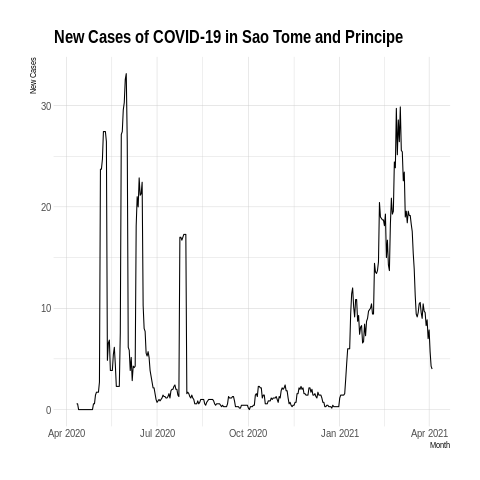 New Cases of COVID-19 in Sao Tome and Principe
New Cases
30
20
10
0
Apr 2020 Jul 2020 Oct 2020 Jan 2021 Apr 2021
Month